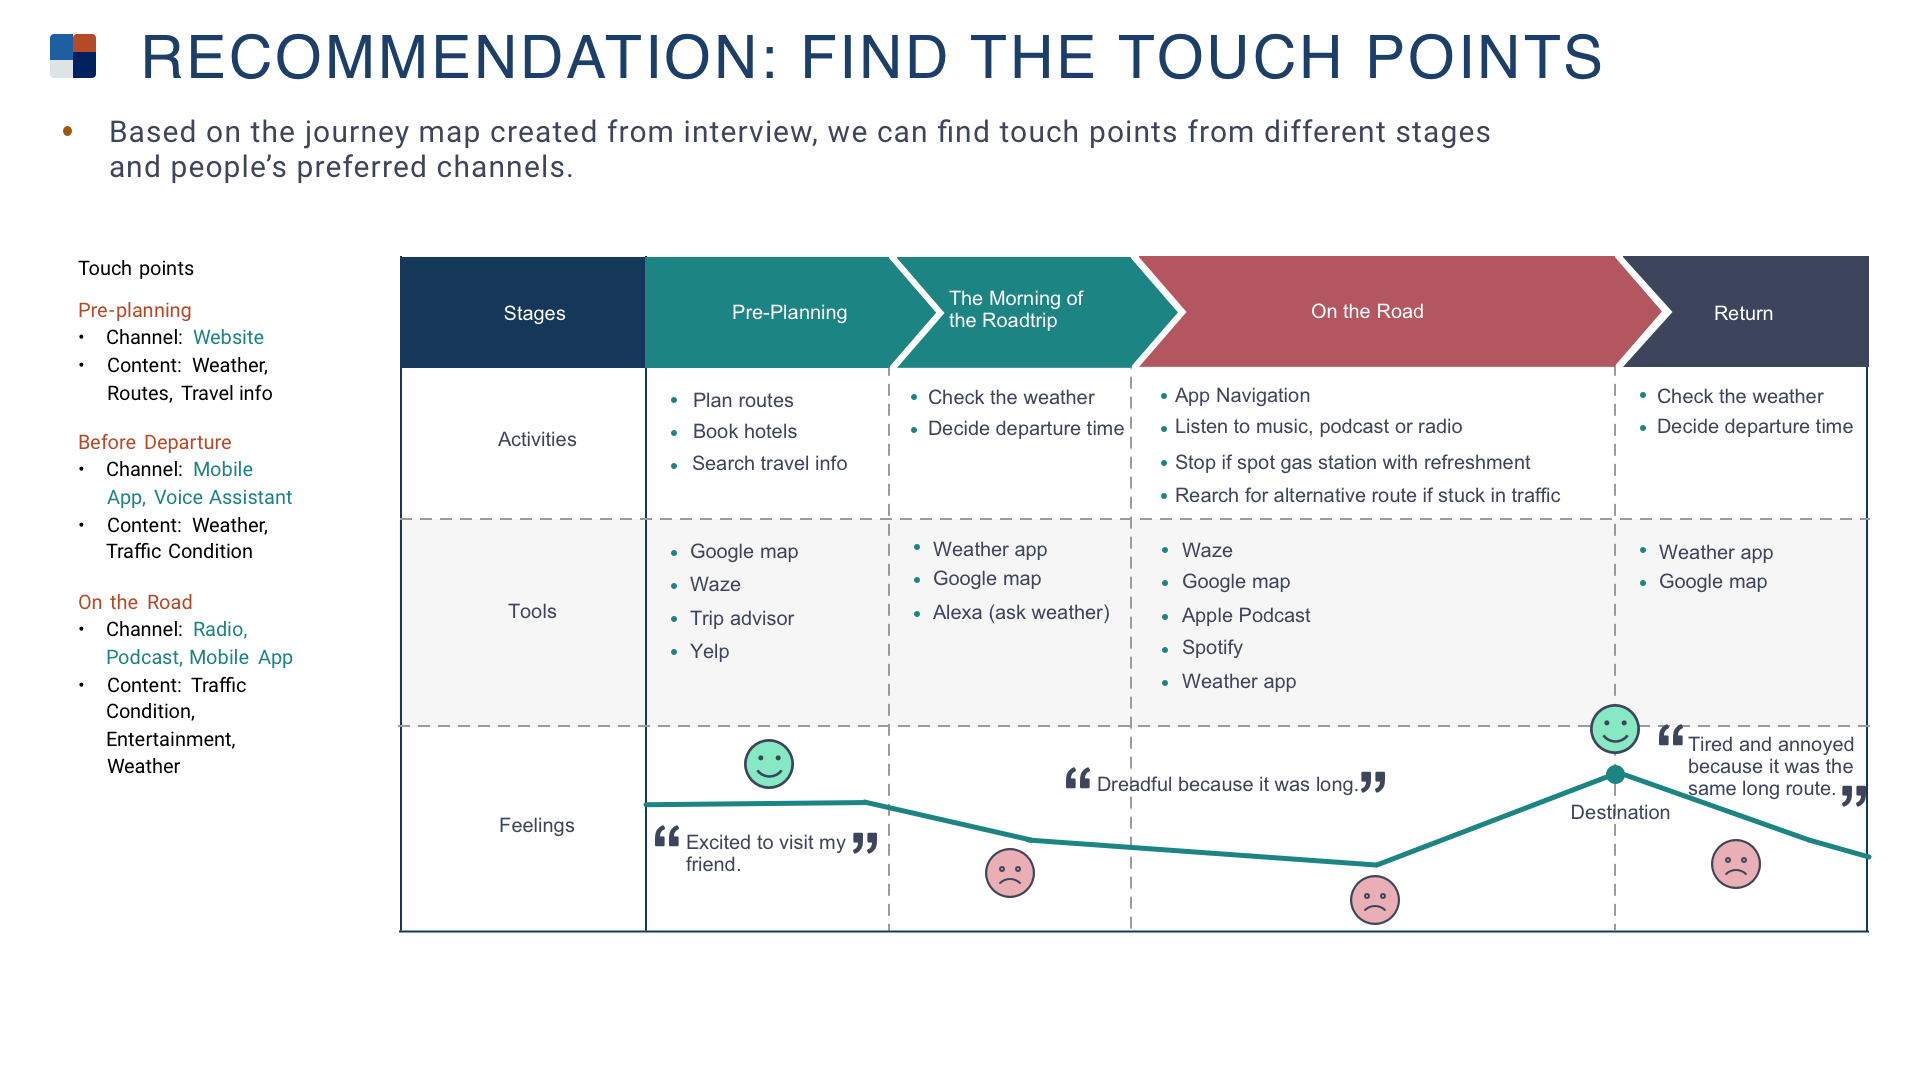 RECOMMENDATION: FIND THE TOUCH POINTS
• Based on the journey map created from interview, we can find touch points from different stages
and people’s preferred channels.
Touch points
Pre-planning
• Channel: Website
• Content: Weather,
Routes, Travel info
Before Departure
• Channel: Mobile
App, Voice Assistant
• Content: Weather,
Traffic Condition
On the Road
• Channel: Radio,
Podcast, Mobile App
• Content: Traffic
Condition,
Entertainment,
Weather
Stages
Pre-Planning
The Morning of
the Roadtrip
On the Road
Return
Activities
• Plan routes
• Book hotels
• Search travel info
• Check the weather
• Decide departure time
• App Navigation
• Listen to music, podcast or radio
• Stop if spot gas station with refreshment
• Rearch for alternative route if stuck in traffic
• Check the weather
• Decide departure time
Tools
• Google map
• Waze
• Trip advisor
• Yelp
• Weather app
• Google map
• Alexa (ask weather)
• Waze
• Google map
• Apple Podcast
• Spotify
• Weather app
• Weather app
• Google map
Feelings
“ Excited to visit my ”
friend.
“ Dreadful because it was long. ”
Destination
“ Tired and annoyed
because it was the
same long route. ”